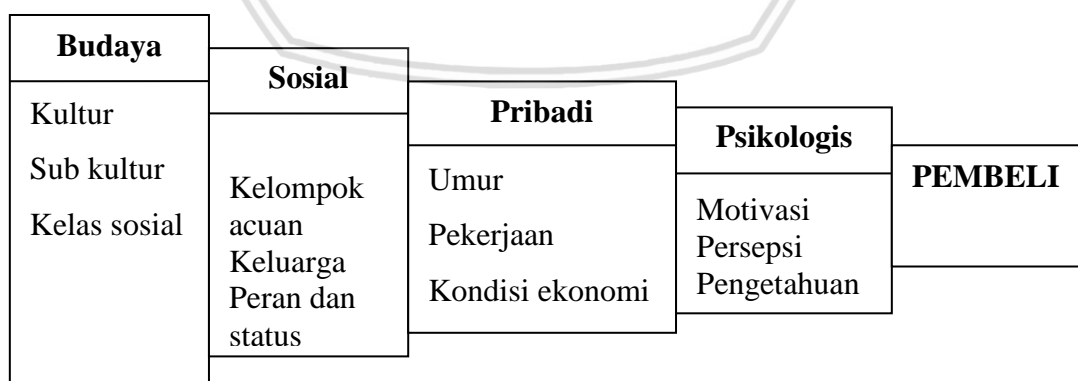 Budaya
Kultur
Sub kultur
Kelas sosial
Sosial
Kelompok
acuan
Keluarga
Peran dan
status
Pribadi
Umur
Pekerjaan
Kondisi ekonomi
Psikologis
Motivasi
Persepsi
Pengetahuan
PEMBELI